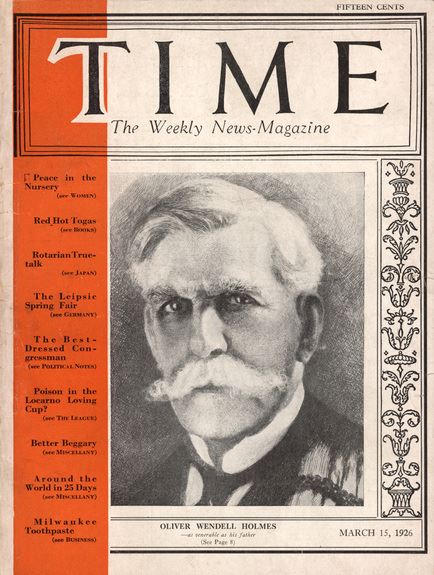 FIFTEEN CENTS
TIME
The Weekly News-Magazine
Peace in the
Nursery
(see WOMEN)
Red Hot Togas
(see BOOKS)
Rotarian True-
talk
(see JAPAN)
The Leipsic
Spring Fair
(see GERMANY)
The Best-
Dressed Con-
gressman
(see POLITICAL NOTES)
Poison in the
Locarno Loving
Cup?
(see THE LEAGUE)
Better Beggary
(see MISCELLANY)
Around the
World in 25 Days
(see MISCELLANY)
Milwaukee
Toothpaste
(see BUSINESS)
OLIVER WENDELL HOLMES
—as venerable as his father
(See Page 8)
MARCH 15, 1926